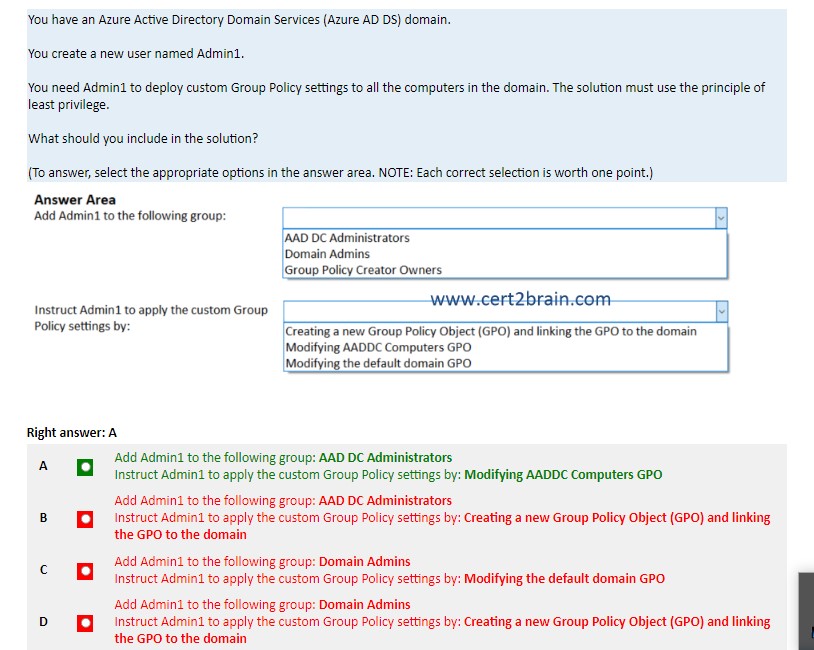 You have an Azure Active Directory Domain Services (Azure AD DS) domain.
You create a new user named Admin1.
You need Admin1 to deploy custom Group Policy settings to all the computers in the domain. The solution must use the principle of
least privilege.
What should you include in the solution?
(To answer, select the appropriate options in the answer area. NOTE: Each correct selection is worth one point.)
Answer Area
Add Admin1 to the following group:
AAD DC Administrators
Domain Admins
Group Policy Creator Owners
www.cert2brain.com
Instruct Admin1 to apply the custom Group
Policy settings by:
Creating a new Group Policy Object (GPO) and linking the GPO to the domain
Modifying AADDC Computers GPO
Modifying the default domain GPO
Right answer: A
A
Add Admin1 to the following group: AAD DC Administrators
Instruct Admin1 to apply the custom Group Policy settings by: Modifying AADDC Computers GPO
B
Add Admin1 to the following group: AAD DC Administrators
Instruct Admin1 to apply the custom Group Policy settings by: Creating a new Group Policy Object (GPO) and linking
the GPO to the domain
C
Add Admin1 to the following group: Domain Admins
Instruct Admin1 to apply the custom Group Policy settings by: Modifying the default domain GPO
D
Add Admin1 to the following group: Domain Admins
Instruct Admin1 to apply the custom Group Policy settings by: Creating a new Group Policy Object (GPO) and linking
the GPO to the domain